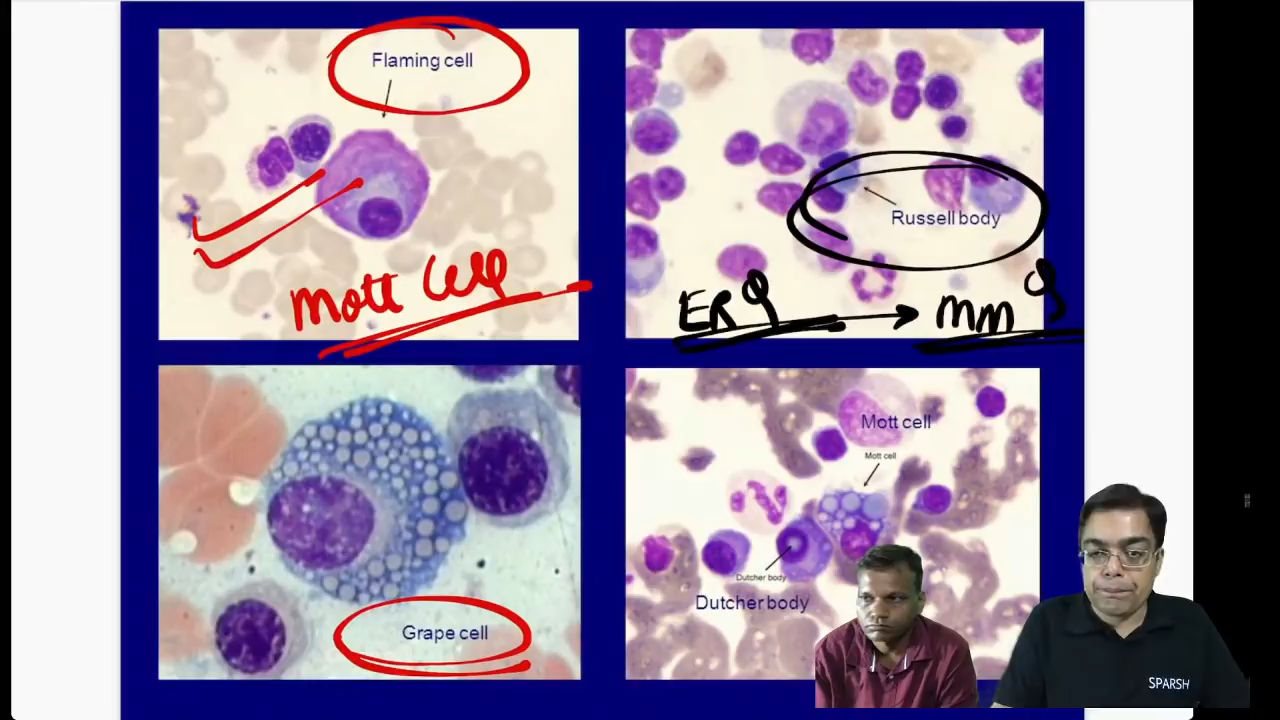 Flaming cell
Mott cell
Russell body
ER
MM
Grape cell
Mott cell
Mott cell
Dutcher body
Dutcher body
SPARSH